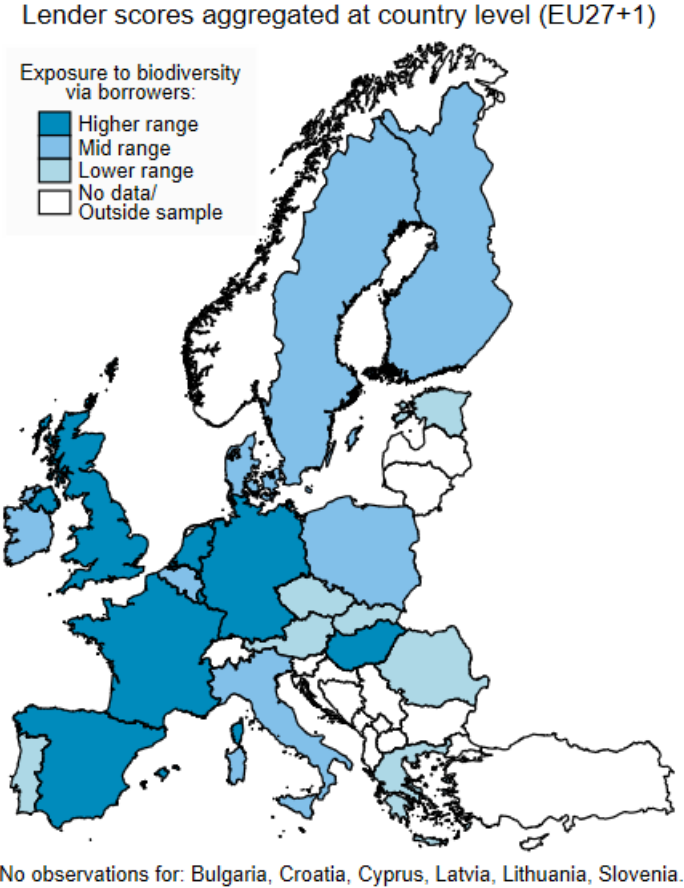 Lender scores aggregated at country level (EU27+1)
Exposure to biodiversity
via borrowers:
Higher range
Mid range
Lower range
No data/
Outside sample
No observations for: Bulgaria, Croatia, Cyprus, Latvia, Lithuania, Slovenia.